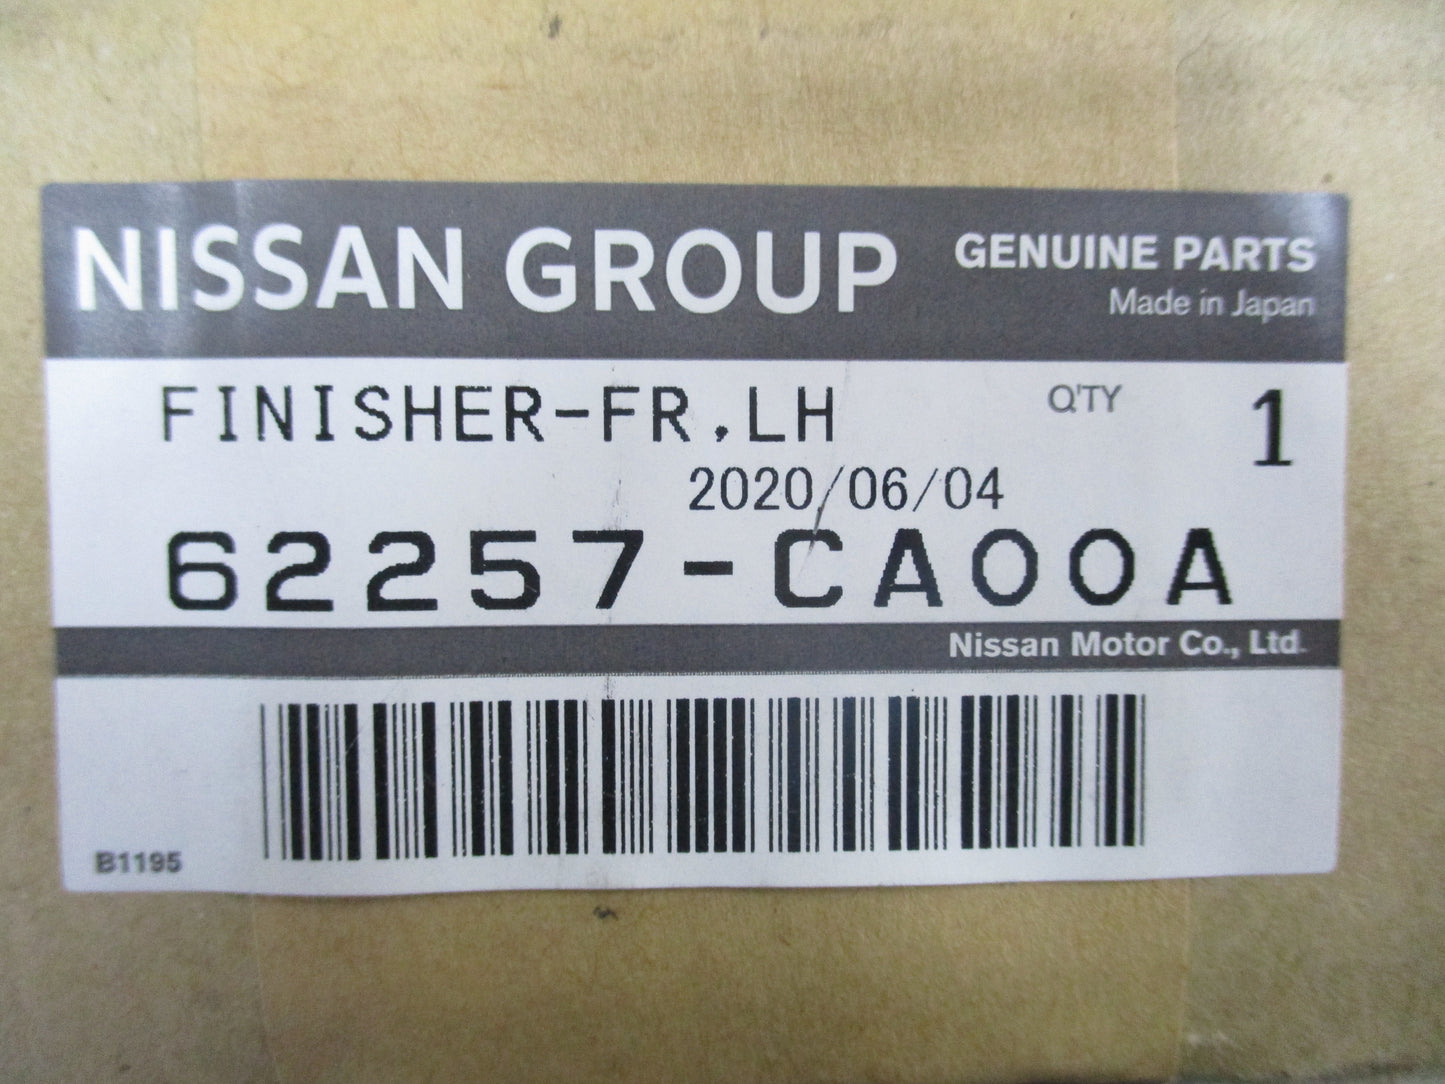 NISSAN GROUP
GENUINE PARTS
Made in Japan
FINISHER-FR,LH
Q'TY 1
2020/06/04
62257-CA00A
Nissan Motor Co., Ltd.
B1195